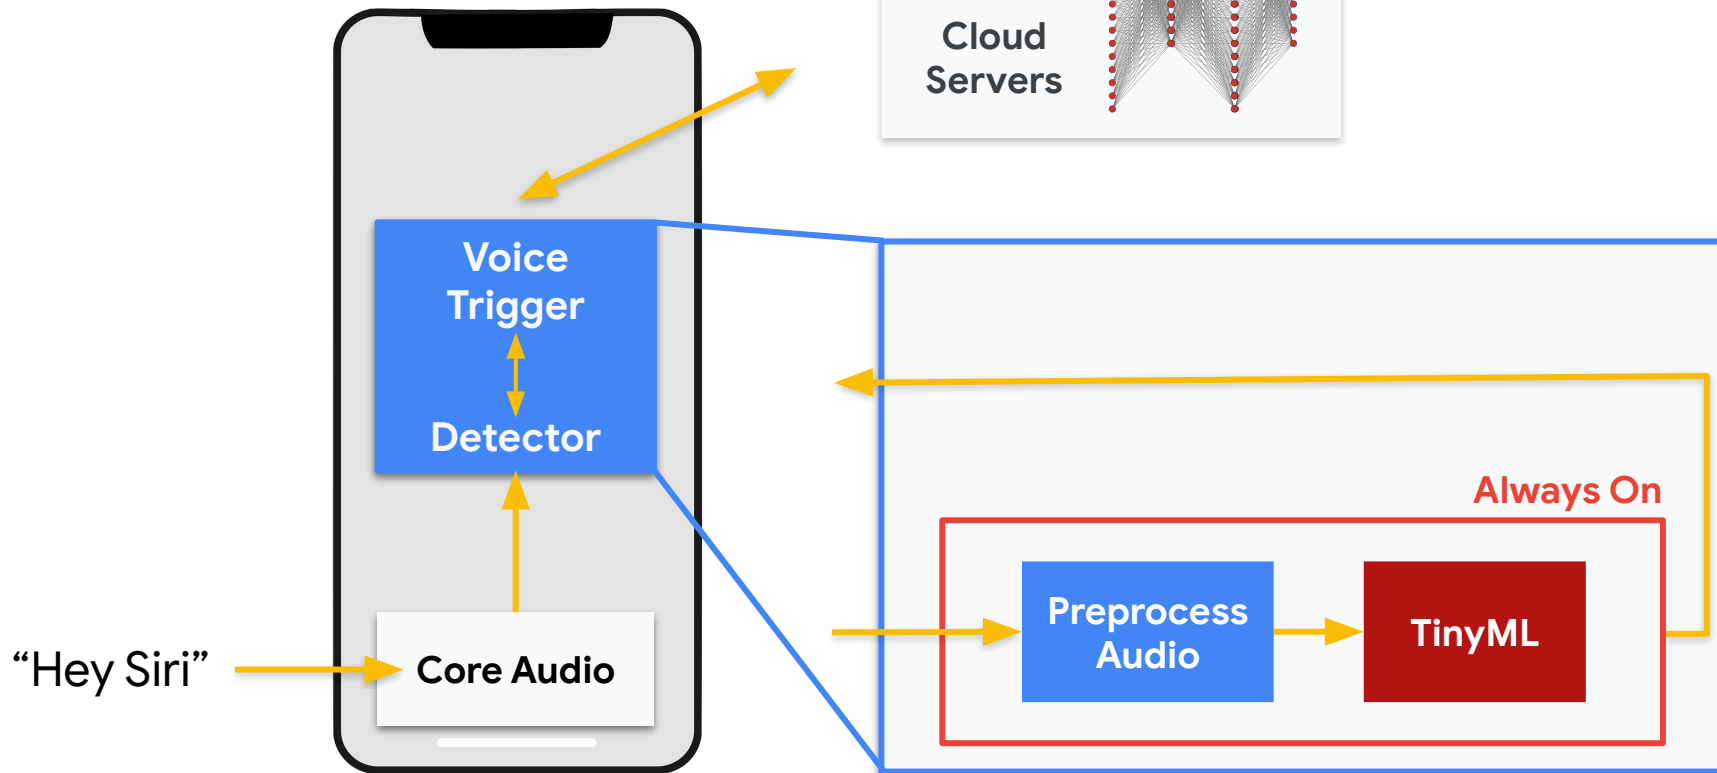 Cloud
Servers
Voice
Trigger
Detector
Always On
Preprocess
Audio
TinyML
“Hey Siri”
Core Audio